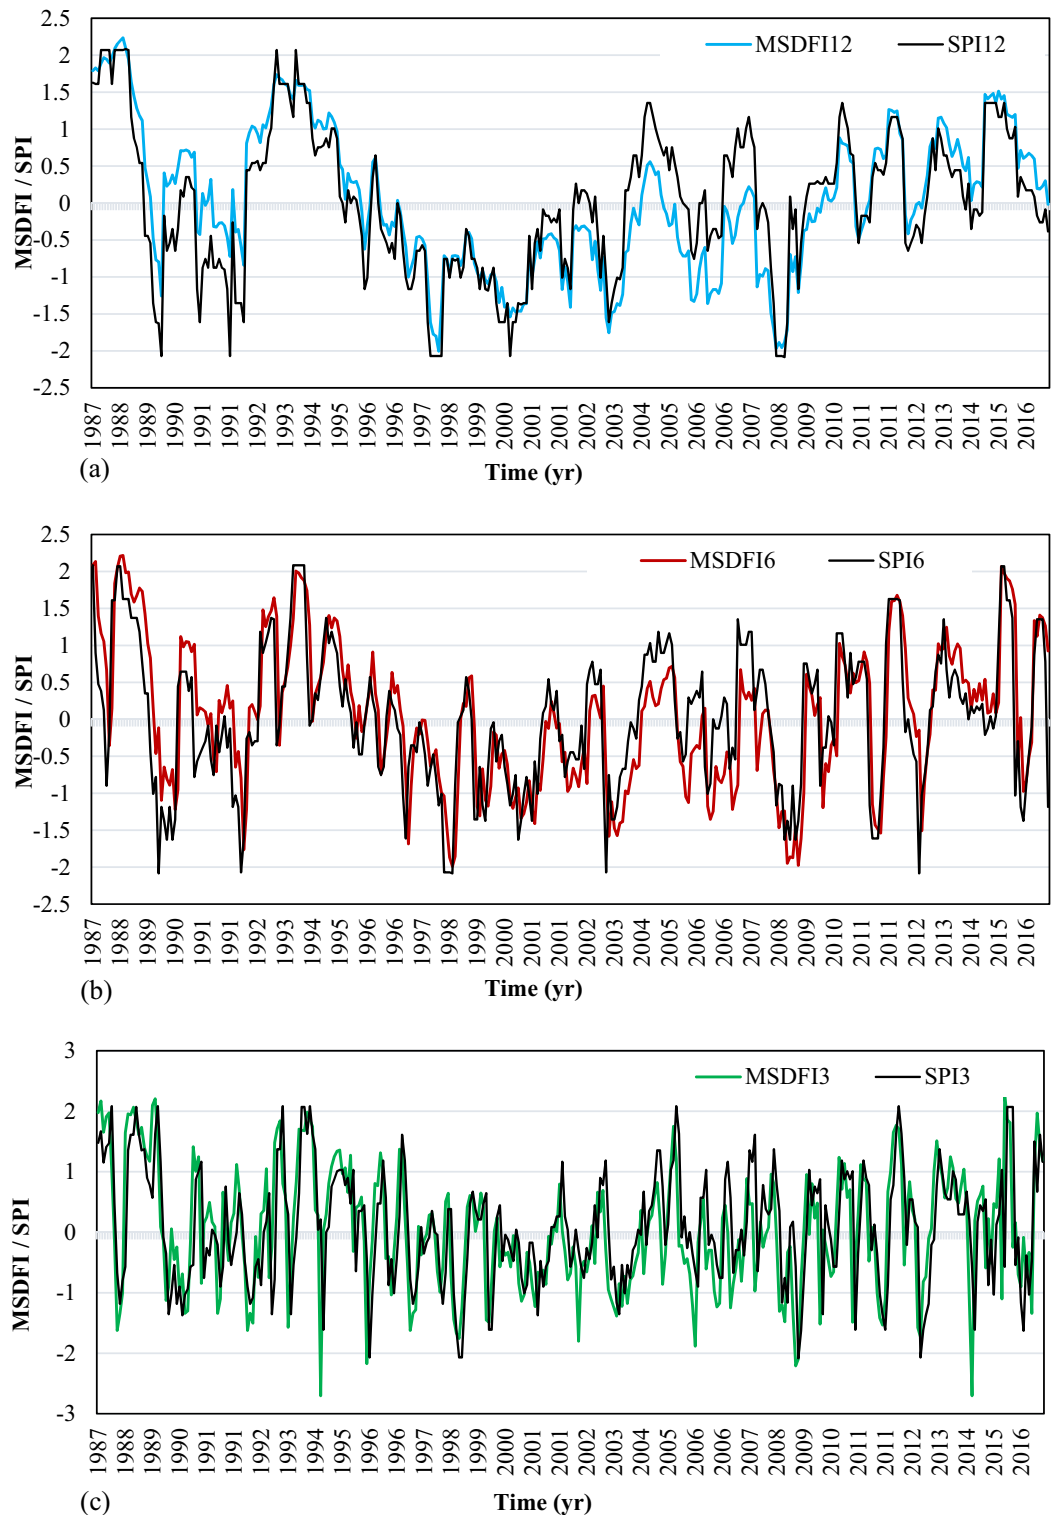 2.5
2
1.5
1
0.5
0
-0.5
-1
-1.5
-2
-2.5
MSDFI / SPI
MSDFI12 SPI12
1987 1988 1989 1990 1991 1991 1992 1993 1994 1995 1996 1996 1997 1998 1999 2000 2001 2001 2002 2003 2004 2005 2006 2006 2007 2008 2009 2010 2011 2011 2012 2013 2014 2015 2016
(a)
Time (yr)
2.5
2
1.5
1
0.5
0
-0.5
-1
-1.5
-2
-2.5
MSDFI / SPI
MSDFI6 SPI6
1987 1988 1989 1990 1991 1991 1992 1993 1994 1995 1996 1996 1997 1998 1999 2000 2001 2001 2002 2003 2004 2005 2006 2006 2007 2008 2009 2010 2011 2011 2012 2013 2014 2015 2016
(b)
Time (yr)
3
2
1
0
-1
-2
-3
MSDFI / SPI
MSDFI3 SPI3
1987 1988 1989 1990 1991 1991 1992 1993 1994 1995 1996 1996 1997 1998 1999 2000 2001 2001 2002 2003 2004 2005 2006 2006 2007 2008 2009 2010 2011 2011 2012 2013 2014 2015 2016
(c)
Time (yr)